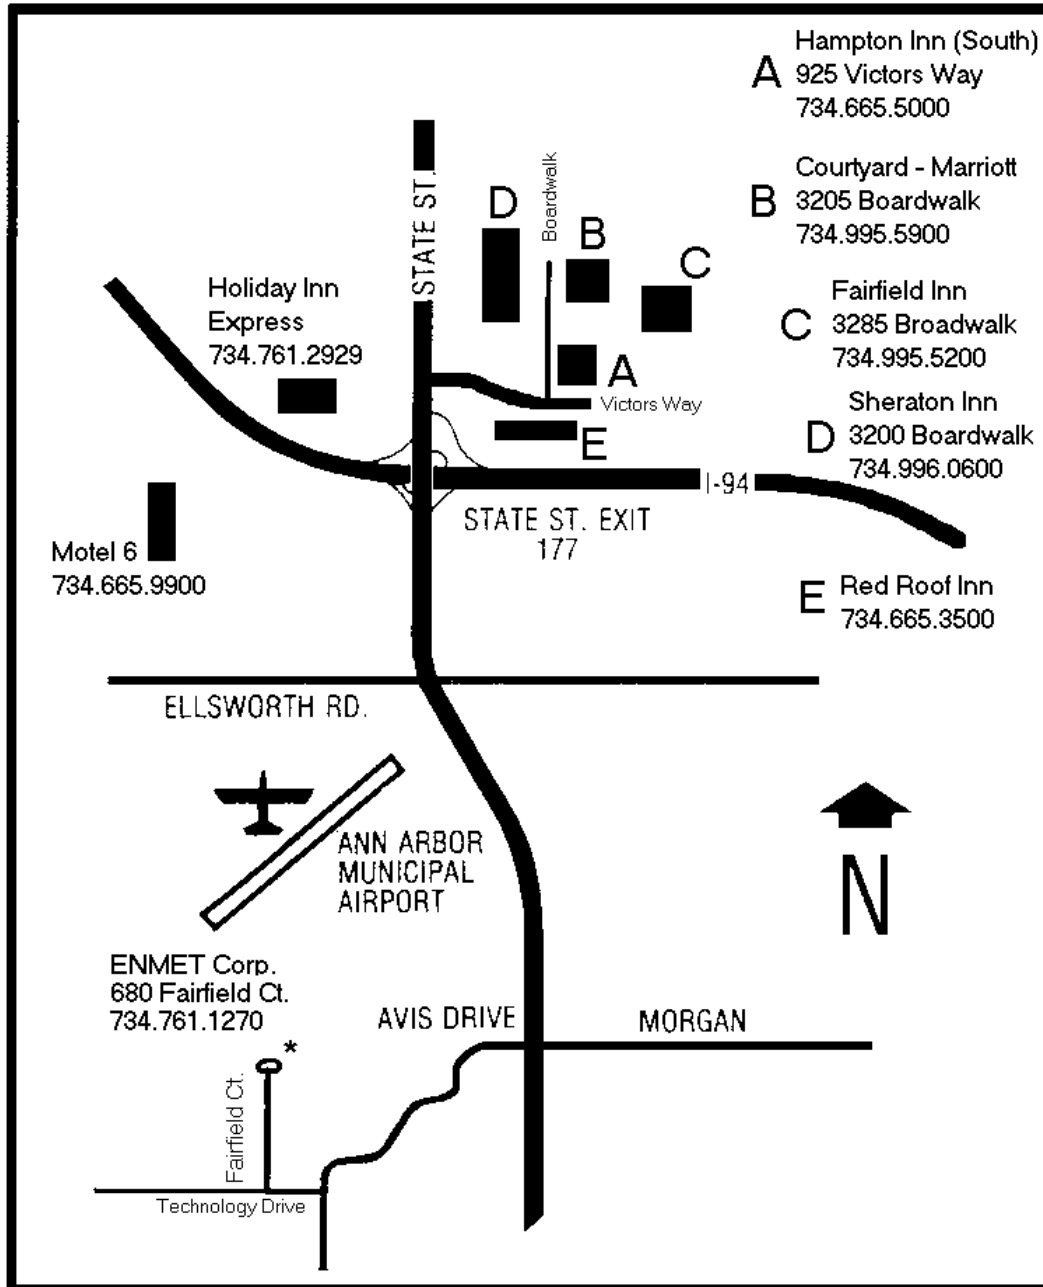 Hampton Inn (South)
A
925 Victors Way
734.665.5000
Courtyard - Marriott
B
3205 Boardwalk
734.995.5900
Fairfield Inn
C
3285 Broadwalk
734.995.5200
Sheraton Inn
D
3200 Boardwalk
734.996.0600
E
Red Roof Inn
734.665.3500
STATE ST.
Boardwalk
D
B
C
A
E
Victors Way
Holiday Inn
Express
734.761.2929
I-94
STATE ST. EXIT
177
Motel 6
734.665.9900
ELLSWORTH RD.
ANN ARBOR
MUNICIPAL
AIRPORT
N
ENMET Corp.
680 Fairfield Ct.
734.761.1270
*
AVIS DRIVE
MORGAN
Fairfield Ct.
Technology Drive